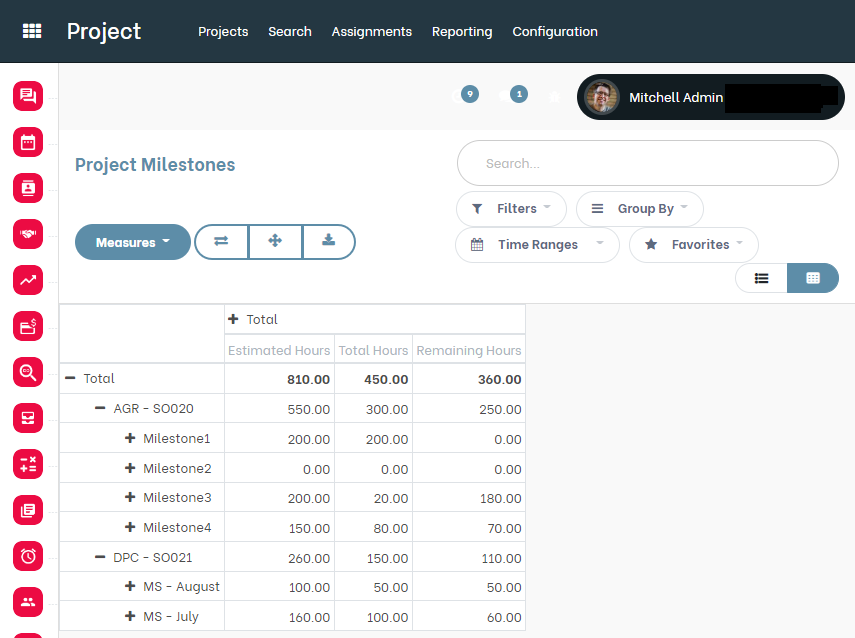 Project Projects Search Assignments Reporting Configuration
9 1 Mitchell Admin
Project Milestones
Search...
Filters Group By
Measures
Time Ranges Favorites
Total
Estimated Hours Total Hours Remaining Hours
Total 810.00 450.00 360.00
AGR - SO020 550.00 300.00 250.00
Milestone1 200.00 200.00 0.00
Milestone2 0.00 0.00 0.00
Milestone3 200.00 20.00 180.00
Milestone4 150.00 80.00 70.00
DPC - SO021 260.00 150.00 110.00
MS - August 100.00 50.00 50.00
MS - July 160.00 100.00 60.00